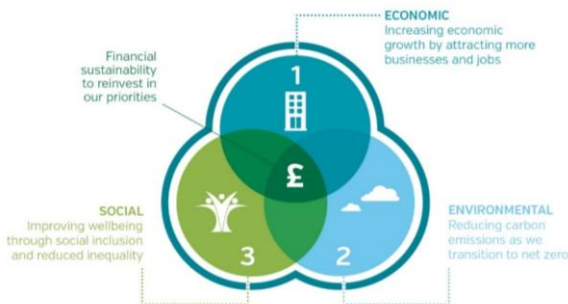 ECONOMIC
Increasing economic
growth by attracting more
businesses and jobs
Financial
sustainability
to reinvest in
our priorities
1
£
SOCIAL
Improving wellbeing
through social inclusion
and reduced inequality
3
2
ENVIRONMENTAL
Reducing carbon
emissions as we
transition to net zero